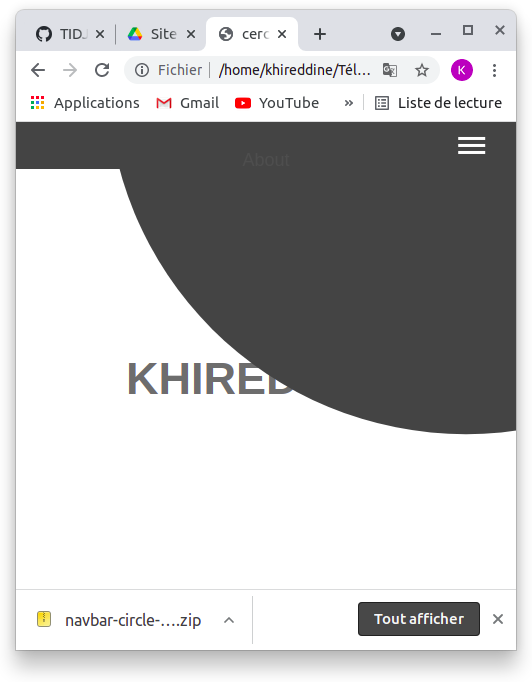 TIDJ
Site
cerc
Fichier /home/khireddine/Tél…
K
Applications Gmail YouTube » Liste de lecture
About
KHIRED
navbar-circle-….zip
Tout afficher